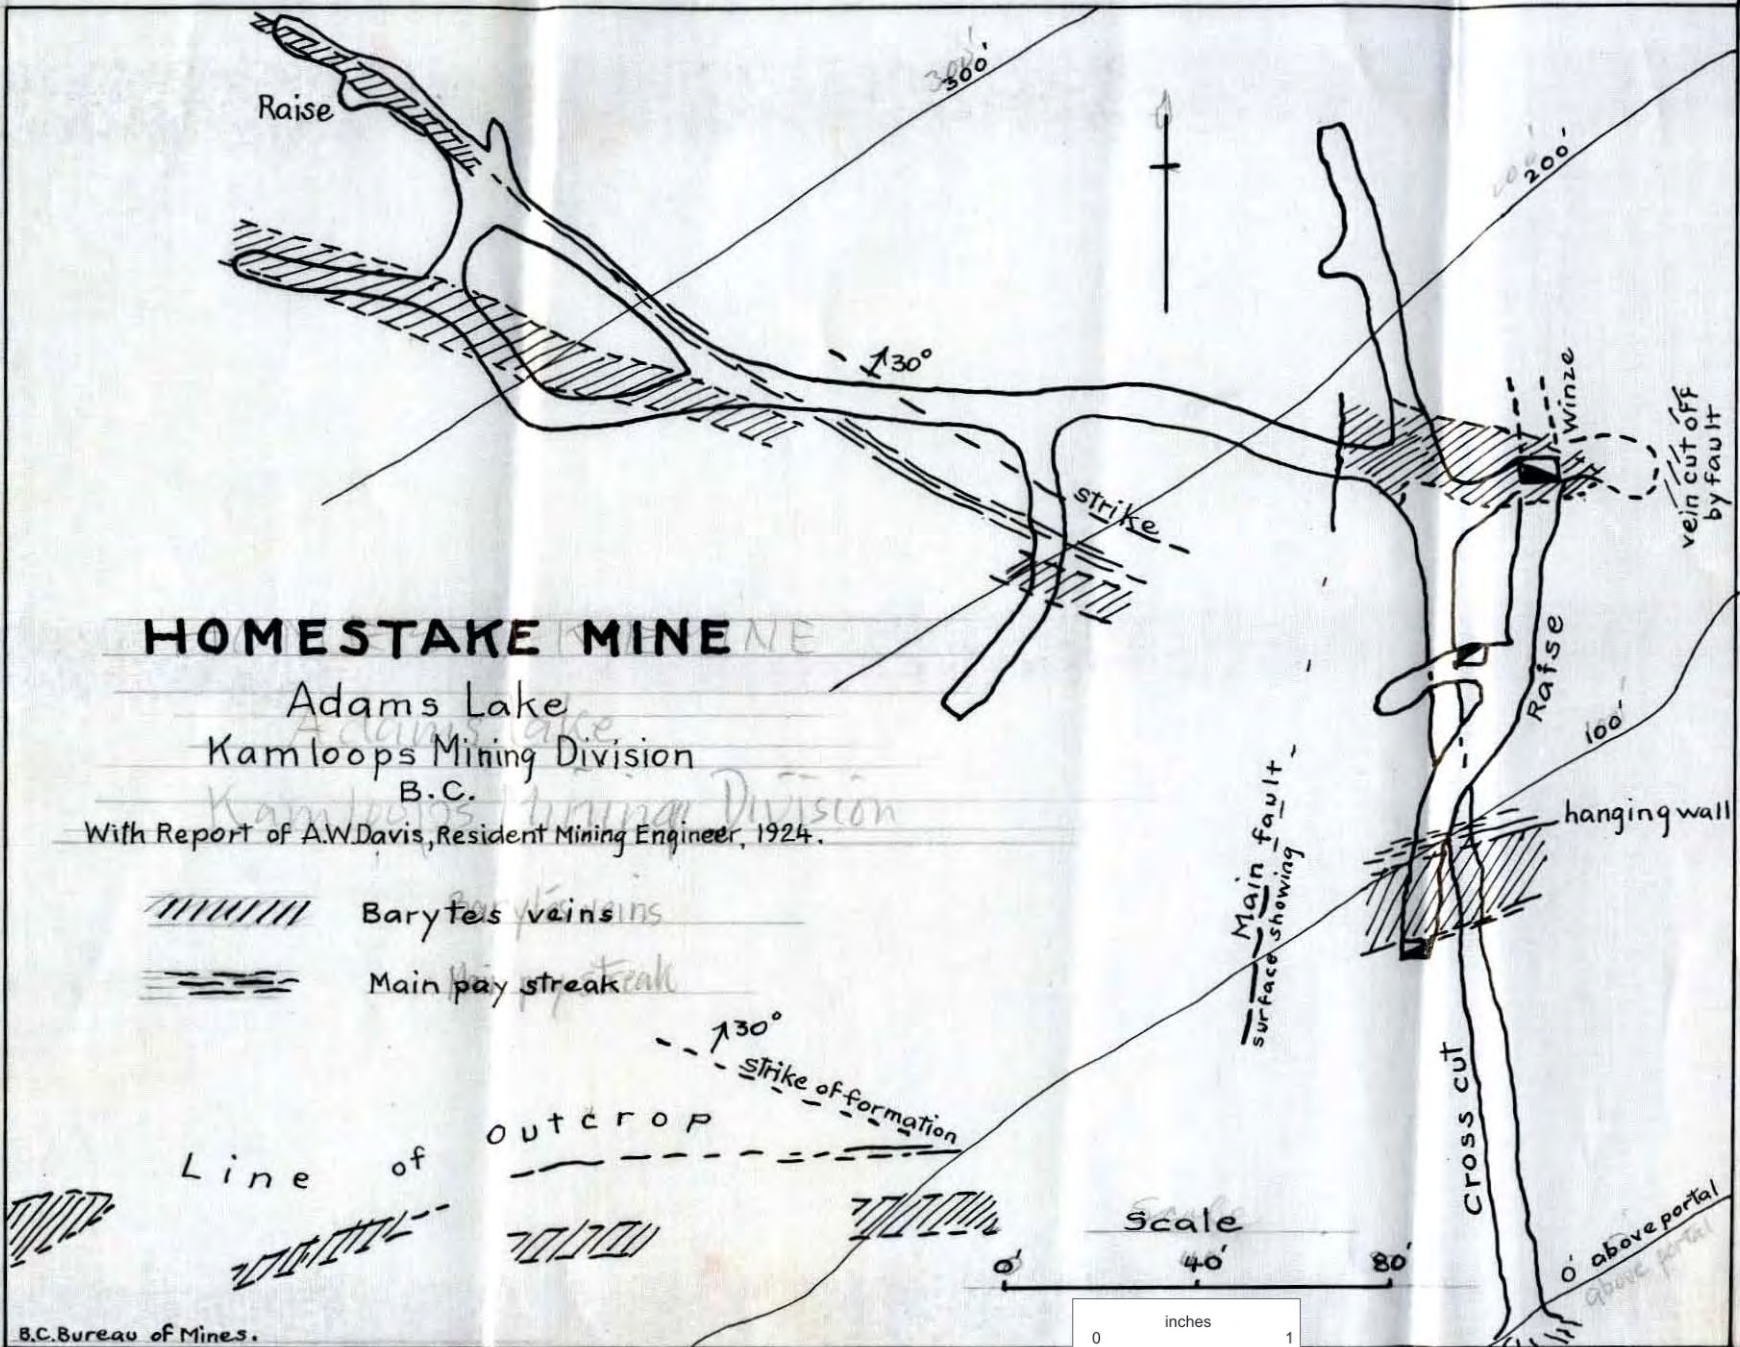 300'
Raise
200'
30°
Winze
vein cut off
by fault
strike
HOMESTAKE MINE
Adams Lake
Kamloops Mining Division
B.C.
With Report of A.W.Davis, Resident Mining Engineer, 1924.
Raise
100'
hanging wall
Main fault
surface showing
Barytes veins
Main pay streak
30°
strike of formation
Line of outcrop
Cross cut
Scale
0' 40' 80'
0' above portal
above portal
inches
0 1
B.C.Bureau of Mines.